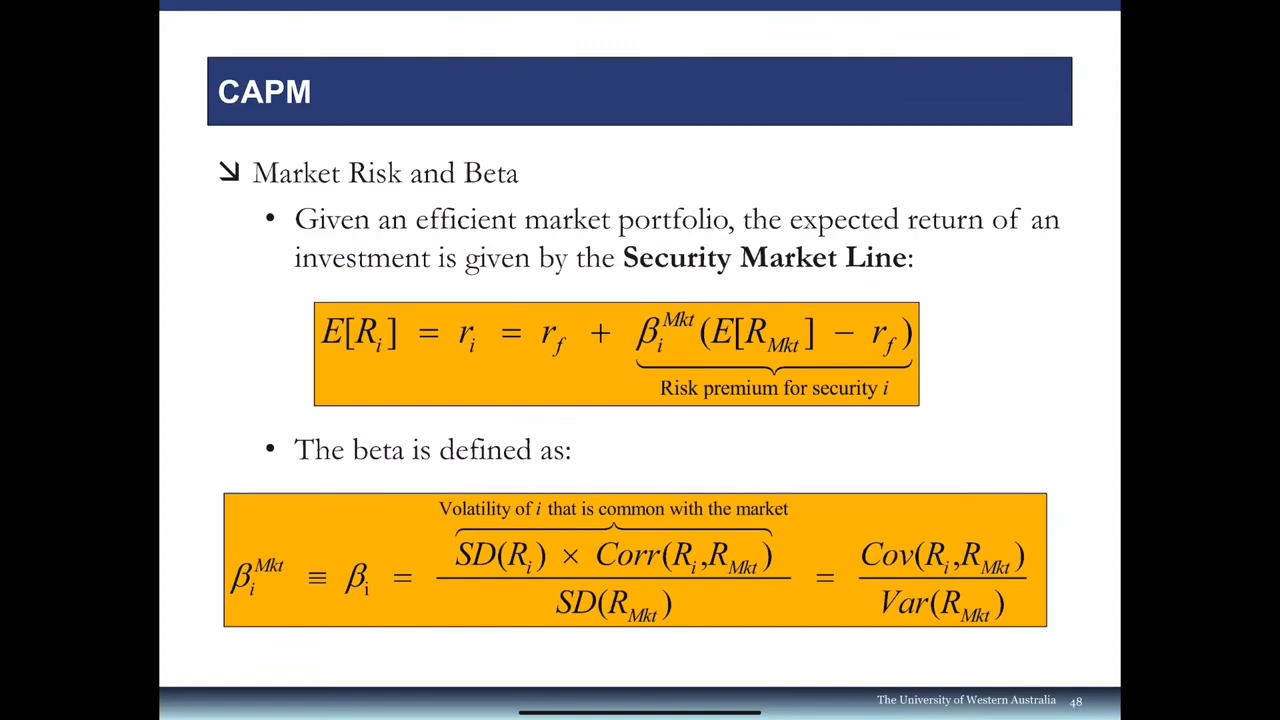 CAPM
Market Risk and Beta
• Given an efficient market portfolio, the expected return of an
investment is given by the Security Market Line:
E[R_i] = r_i = r_f + β_i^Mkt (E[R_Mkt] − r_f)
Risk premium for security i
• The beta is defined as:
Volatility of i that is common with the market
β_i^Mkt ≡ β_i = SD(R_i) × Corr(R_i,R_Mkt) / SD(R_Mkt) = Cov(R_i,R_Mkt) / Var(R_Mkt)
The University of Western Australia 48